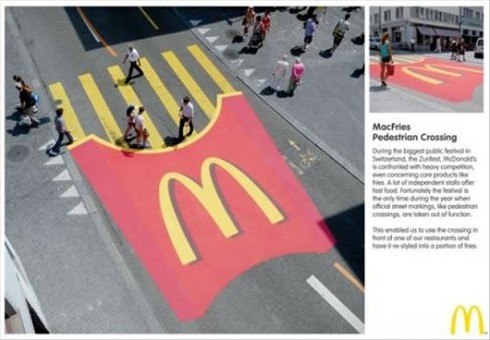 MacFries
Pedestrian Crossing
During the biggest public festival in
Switzerland, the Zürifest, McDonald's
is confronted with heavy competition,
even concerning core products like
fries. A lot of independent stalls offer
fast food. Fortunately the festival is
the only time during the year when
official street markings, like pedestrian
crossings, are taken out of function.
This enabled us to use the crossing in
front of one of our restaurants and
have it re-styled into a portion of fries.